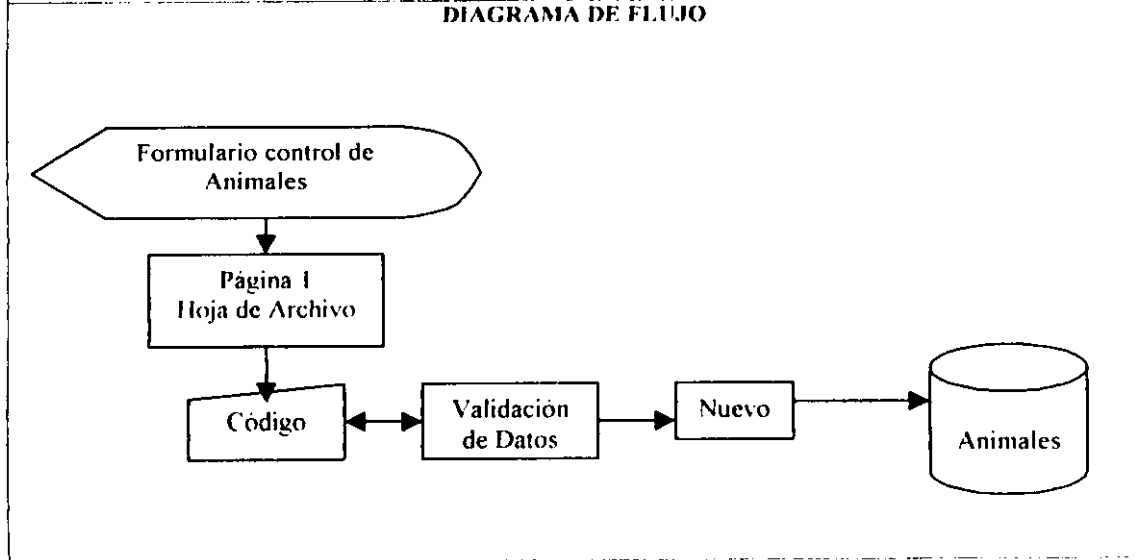 DIAGRAMA DE FLUJO
Formulario control de
Animales
Página 1
Hoja de Archivo
Código
Validación
de Datos
Nuevo
Animales